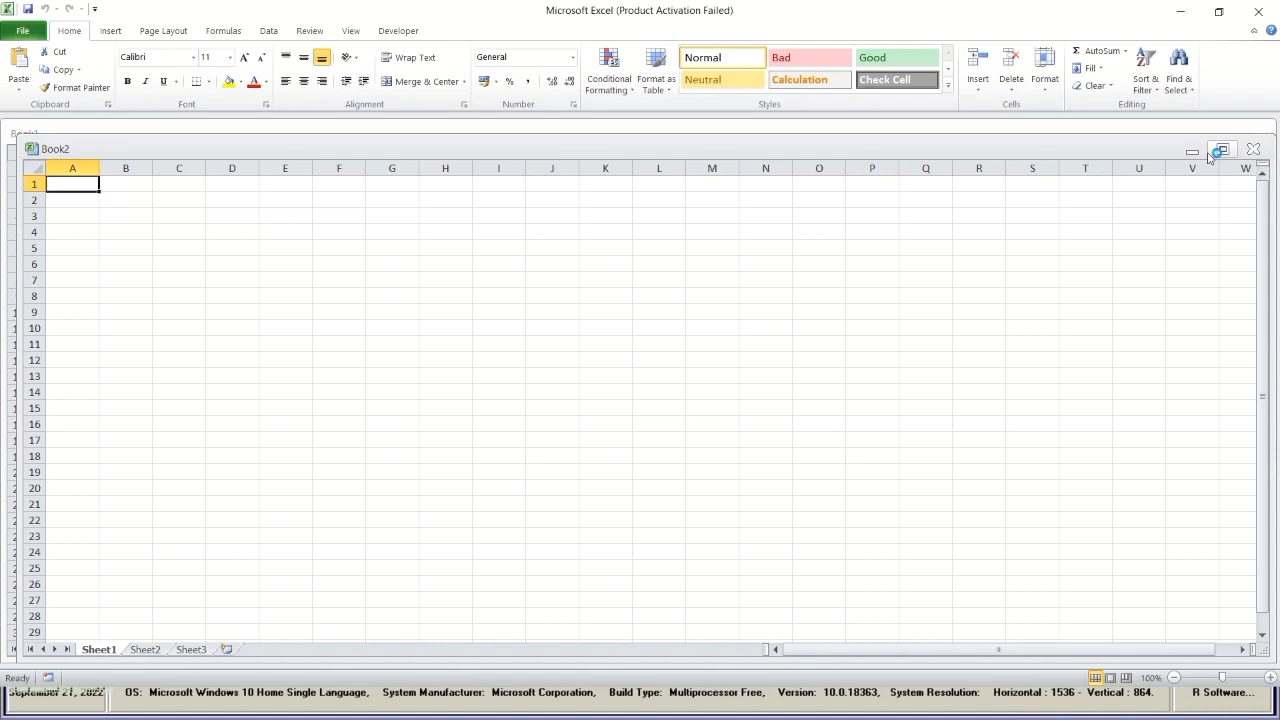 Microsoft Excel (Product Activation Failed)
File Home Insert Page Layout Formulas Data Review View Developer
Cut
Copy
Format Painter
Paste
Clipboard
Calibri 11
B I U
Font
Wrap Text
Merge & Center
Alignment
General
%
Number
Conditional Formatting
Format as Table
Normal Bad Good
Neutral Calculation Check Cell
Styles
Insert Delete Format
Cells
AutoSum
Fill
Clear
Sort & Filter
Find & Select
Editing
Book1
Book2
A B C D E F G H I J K L M N O P Q R S T U V W
1
2
3
4
5
6
7
8
9
10
11
12
13
14
15
16
17
18
19
20
21
22
23
24
25
26
27
28
29
Sheet1 Sheet2 Sheet3
Ready 100%
September 21, 2022 OS: Microsoft Windows 10 Home Single Language, System Manufacturer: Microsoft Corporation, Build Type: Multiprocessor Free, Version: 10.0.18363, System Resolution: Horizontal : 1536 - Vertical : 864. R Software...